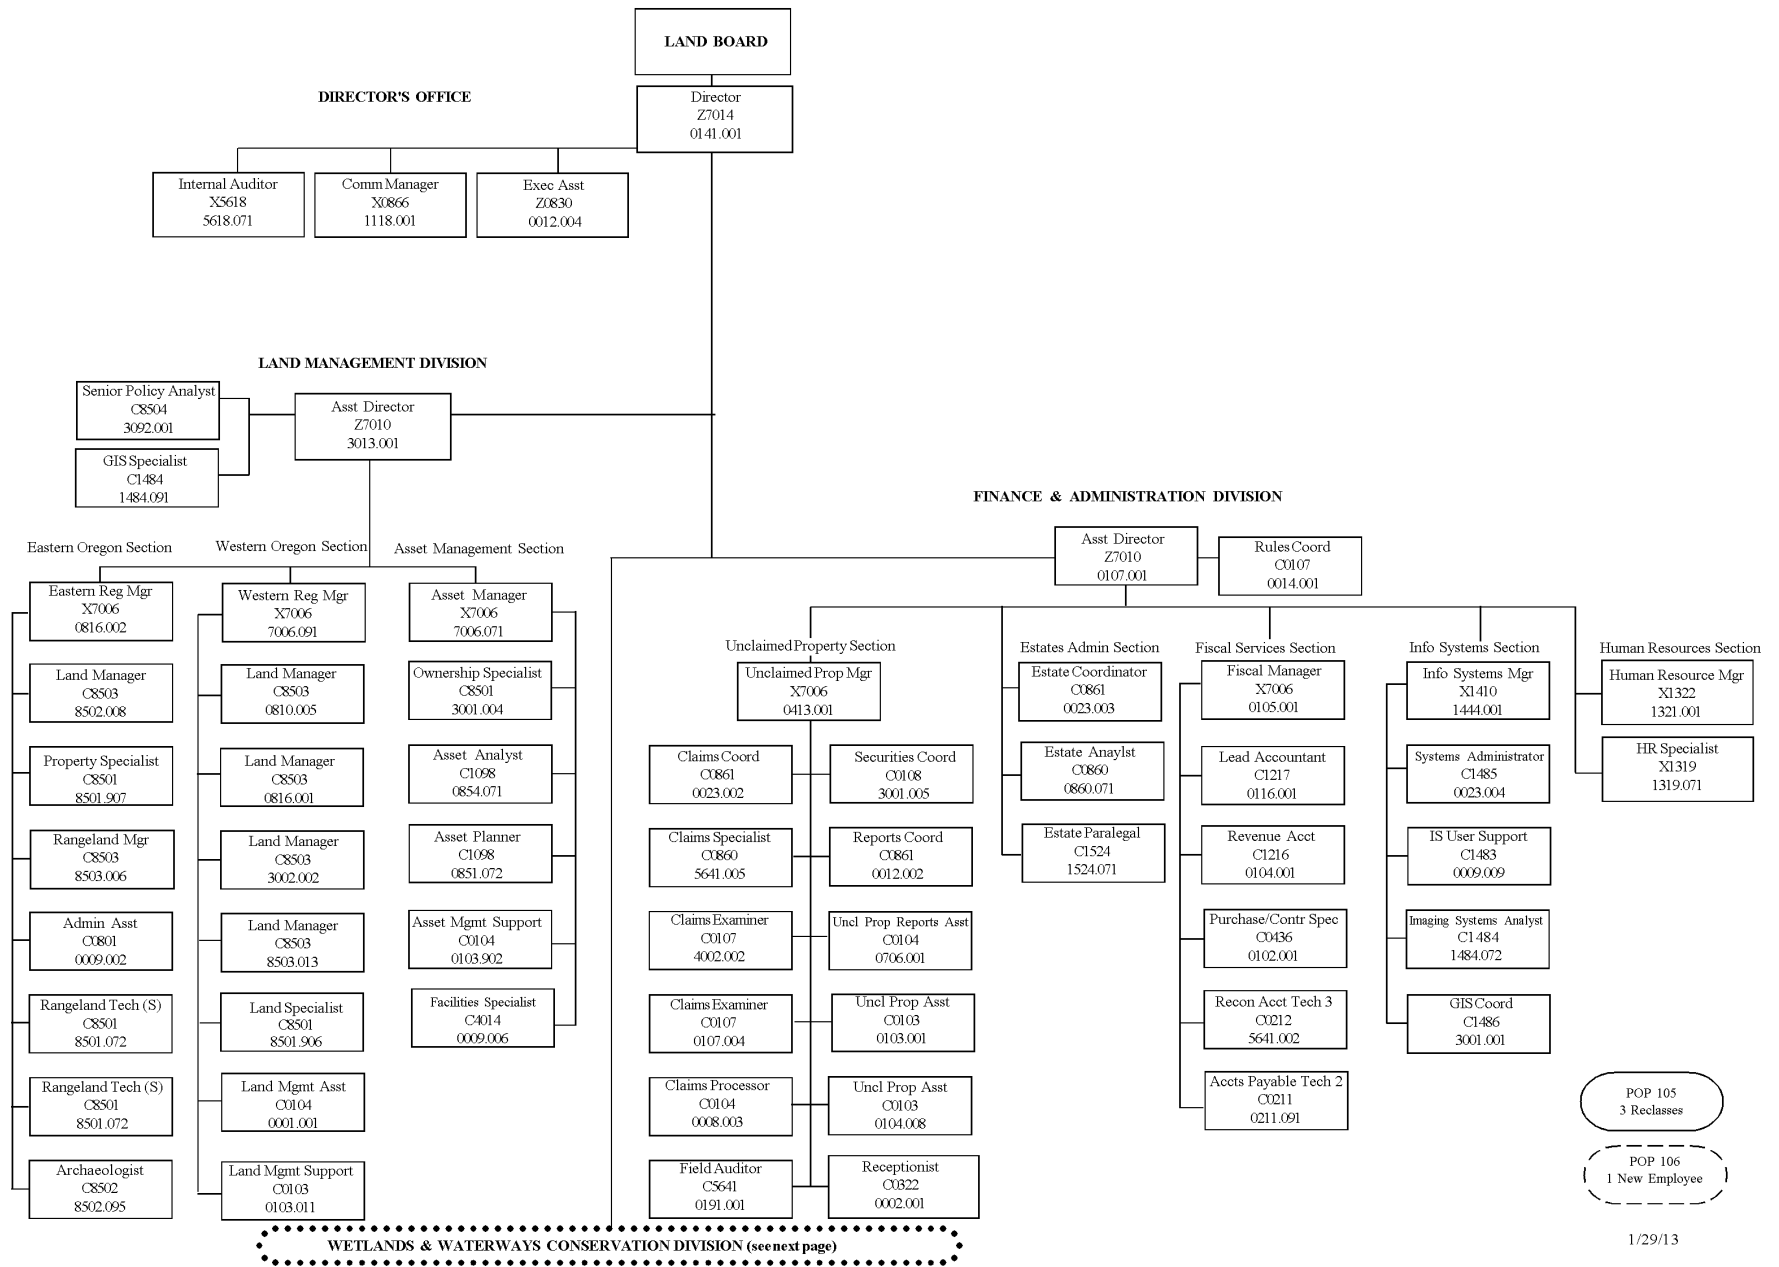 LAND BOARD
DIRECTOR'S OFFICE
Director
Z7014
0141.001
Internal Auditor
X5618
5618.071
Comm Manager
X0866
1118.001
Exec Asst
Z0830
0012.004
LAND MANAGEMENT DIVISION
Senior Policy Analyst
C8504
3092.001
Asst Director
Z7010
3013.001
GIS Specialist
C1484
1484.091
FINANCE & ADMINISTRATION DIVISION
Asst Director
Z7010
0107.001
Rules Coord
C0107
0014.001
Eastern Oregon Section
Western Oregon Section
Asset Management Section
Eastern Reg Mgr
X7006
0816.002
Land Manager
C8503
8502.008
Property Specialist
C8501
8501.907
Rangeland Mgr
C8503
8503.006
Admin Asst
C0801
0009.002
Rangeland Tech (S)
C8501
8501.072
Rangeland Tech (S)
C8501
8501.072
Archaeologist
C8502
8502.095
Western Reg Mgr
X7006
7006.091
Land Manager
C8503
0810.005
Land Manager
C8503
0816.001
Land Manager
C8503
3002.002
Land Manager
C8503
8503.013
Land Specialist
C8501
8501.906
Land Mgmt Asst
C0104
0001.001
Land Mgmt Support
C0103
0103.011
Asset Manager
X7006
7006.071
Ownership Specialist
C8501
3001.004
Asset Analyst
C1098
0854.071
Asset Planner
C1098
0851.072
Asset Mgmt Support
C0104
0103.902
Facilities Specialist
C4014
0009.006
Unclaimed Property Section
Unclaimed Prop Mgr
X7006
0413.001
Claims Coord
C0861
0023.002
Securities Coord
C0108
3001.005
Claims Specialist
C0860
5641.005
Reports Coord
C0861
0012.002
Claims Examiner
C0107
4002.002
Uncl Prop Reports Asst
C0104
0706.001
Claims Examiner
C0107
0107.004
Uncl Prop Asst
C0103
0103.001
Claims Processor
C0104
0008.003
Uncl Prop Asst
C0103
0104.008
Field Auditor
C5641
0191.001
Receptionist
C0322
0002.001
Estates Admin Section
Estate Coordinator
C0861
0023.003
Estate Anaylst
C0860
0860.071
Estate Paralegal
C1524
1524.071
Fiscal Services Section
Fiscal Manager
X7006
0105.001
Lead Accountant
C1217
0116.001
Revenue Acct
C1216
0104.001
Purchase/Contr Spec
C0436
0102.001
Recon Acct Tech 3
C0212
5641.002
Accts Payable Tech 2
C0211
0211.091
Info Systems Section
Info Systems Mgr
X1410
1444.001
Systems Administrator
C1485
0023.004
IS User Support
C1483
0009.009
Imaging Systems Analyst
C1484
1484.072
GIS Coord
C1486
3001.001
Human Resources Section
Human Resource Mgr
X1322
1321.001
HR Specialist
X1319
1319.071
POP 105
3 Reclasses
POP 106
1 New Employee
WETLANDS & WATERWAYS CONSERVATION DIVISION (see next page)
1/29/13